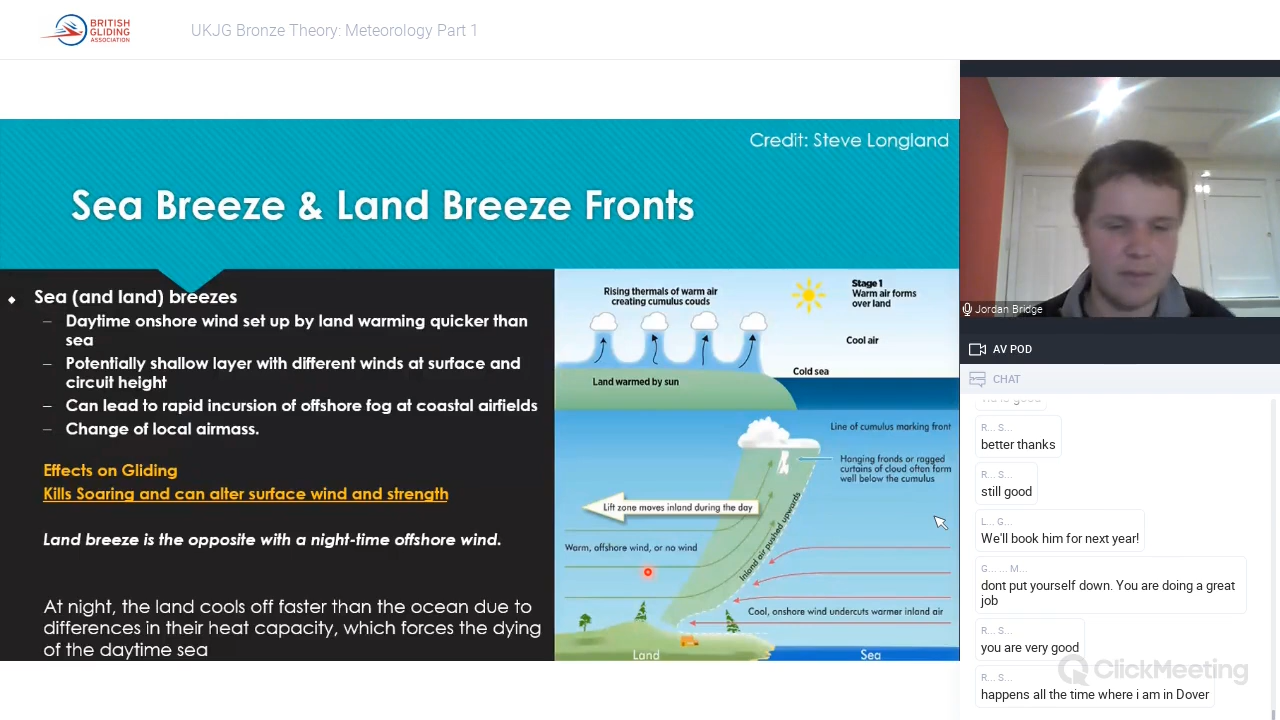 BRITISH
GLIDING
ASSOCIATION
UKJG Bronze Theory: Meteorology Part 1
Credit: Steve Longland
Sea Breeze & Land Breeze Fronts
Sea (and land) breezes
– Daytime onshore wind set up by land warming quicker than
sea
– Potentially shallow layer with different winds at surface and
circuit height
– Can lead to rapid incursion of offshore fog at coastal airfields
– Change of local airmass.
Effects on Gliding
Kills Soaring and can alter surface wind and strength
Land breeze is the opposite with a night-time offshore wind.
At night, the land cools off faster than the ocean due to
differences in their heat capacity, which forces the dying
of the daytime sea
Rising thermals of warm air
creating cumulus couds
Stage 1
Warm air forms
over land
Cool air
Cold sea
Land warmed by sun
Line of cumulus marking front
Hanging fronds or ragged
curtains of cloud often form
well below the cumulus
Lift zone moves inland during the day
Inland air pushed upwards
Warm, offshore wind, or no wind
Cool, onshore wind undercuts warmer inland air
Land
Sea
Jordan Bridge
AV POD
CHAT
R... S...
better thanks
R... S...
still good
L... G...
We'll book him for next year!
G... ... M...
dont put yourself down. You are doing a great
job
R... S...
you are very good
R... S...
happens all the time where i am in Dover
ClickMeeting